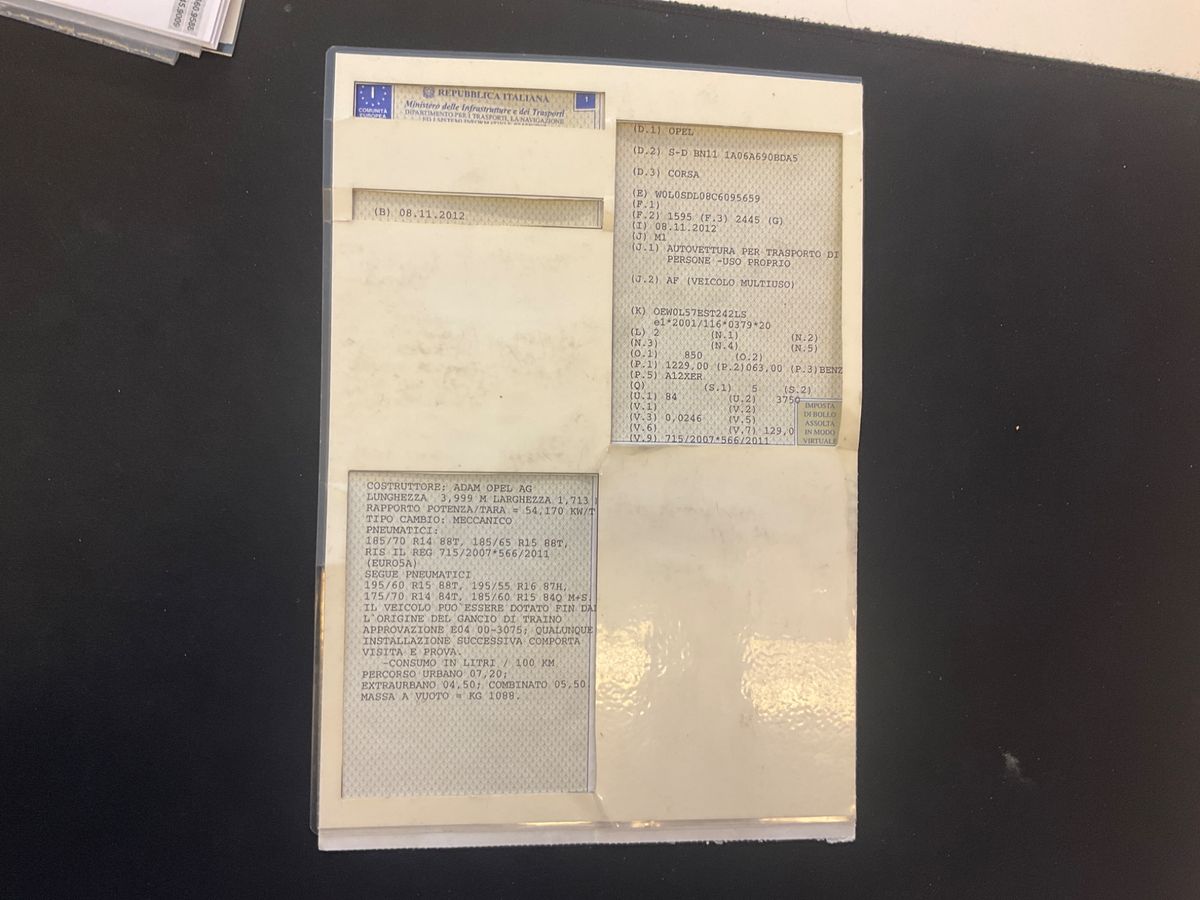 COMUNITÀ
EUROPEA
REPUBBLICA ITALIANA
1
Ministero delle Infrastrutture e dei Trasporti
DIPARTIMENTO PER I TRASPORTI, LA NAVIGAZIONE
(B) 08.11.2012
(D.1) OPEL
(D.2) S-D BN11 1A06A690BDA5
(D.3) CORSA
(E) W0L0SDL08C6095659
(F.1)
(F.2) 1595 (F.3) 2445 (G)
(I) 08.11.2012
(J) M1
(J.1) AUTOVETTURA PER TRASPORTO DI
PERSONE -USO PROPRIO
(J.2) AF (VEICOLO MULTIUSO)
(K) OEW0L57EST242LS
e1*2001/116*0379*20
(L) 2 (N.1) (N.2)
(N.3) (N.4) (N.5)
(O.1) 850 (O.2)
(P.1) 1229,00 (P.2)063,00 (P.3)BENZ
(P.5) A12XER
(Q) (S.1) 5 (S.2)
(U.1) 84 (U.2) 3750
(V.1) (V.2)
(V.3) 0,0246 (V.5)
(V.6) (V.7) 129,0
(V.9) 715/2007*566/2011
IMPOSTA
DI BOLLO
ASSOLTA
IN MODO
VIRTUALE
COSTRUTTORE: ADAM OPEL AG
LUNGHEZZA 3,999 M LARGHEZZA 1,713
RAPPORTO POTENZA/TARA = 54,170 KW/T
TIPO CAMBIO: MECCANICO
PNEUMATICI:
185/70 R14 88T, 185/65 R15 88T,
RIS IL REG 715/2007*566/2011
(EURO5A)
SEGUE PNEUMATICI
195/60 R15 88T, 195/55 R16 87H,
175/70 R14 84T, 185/60 R15 84Q M+S.
IL VEICOLO PUO`ESSERE DOTATO FIN DAL
L`ORIGINE DEL GANCIO DI TRAINO
APPROVAZIONE E04 00-3075; QUALUNQUE
INSTALLAZIONE SUCCESSIVA COMPORTA
VISITA E PROVA.
-CONSUMO IN LITRI / 100 KM
PERCORSO URBANO 07,20;
EXTRAURBANO 04,50; COMBINATO 05,50
MASSA A VUOTO = KG 1088.